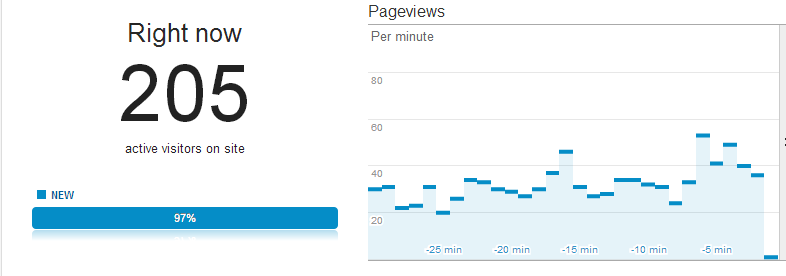 Right now
205
active visitors on site
NEW
97%
Pageviews
Per minute
80
60
40
20
-25 min
-20 min
-15 min
-10 min
-5 min